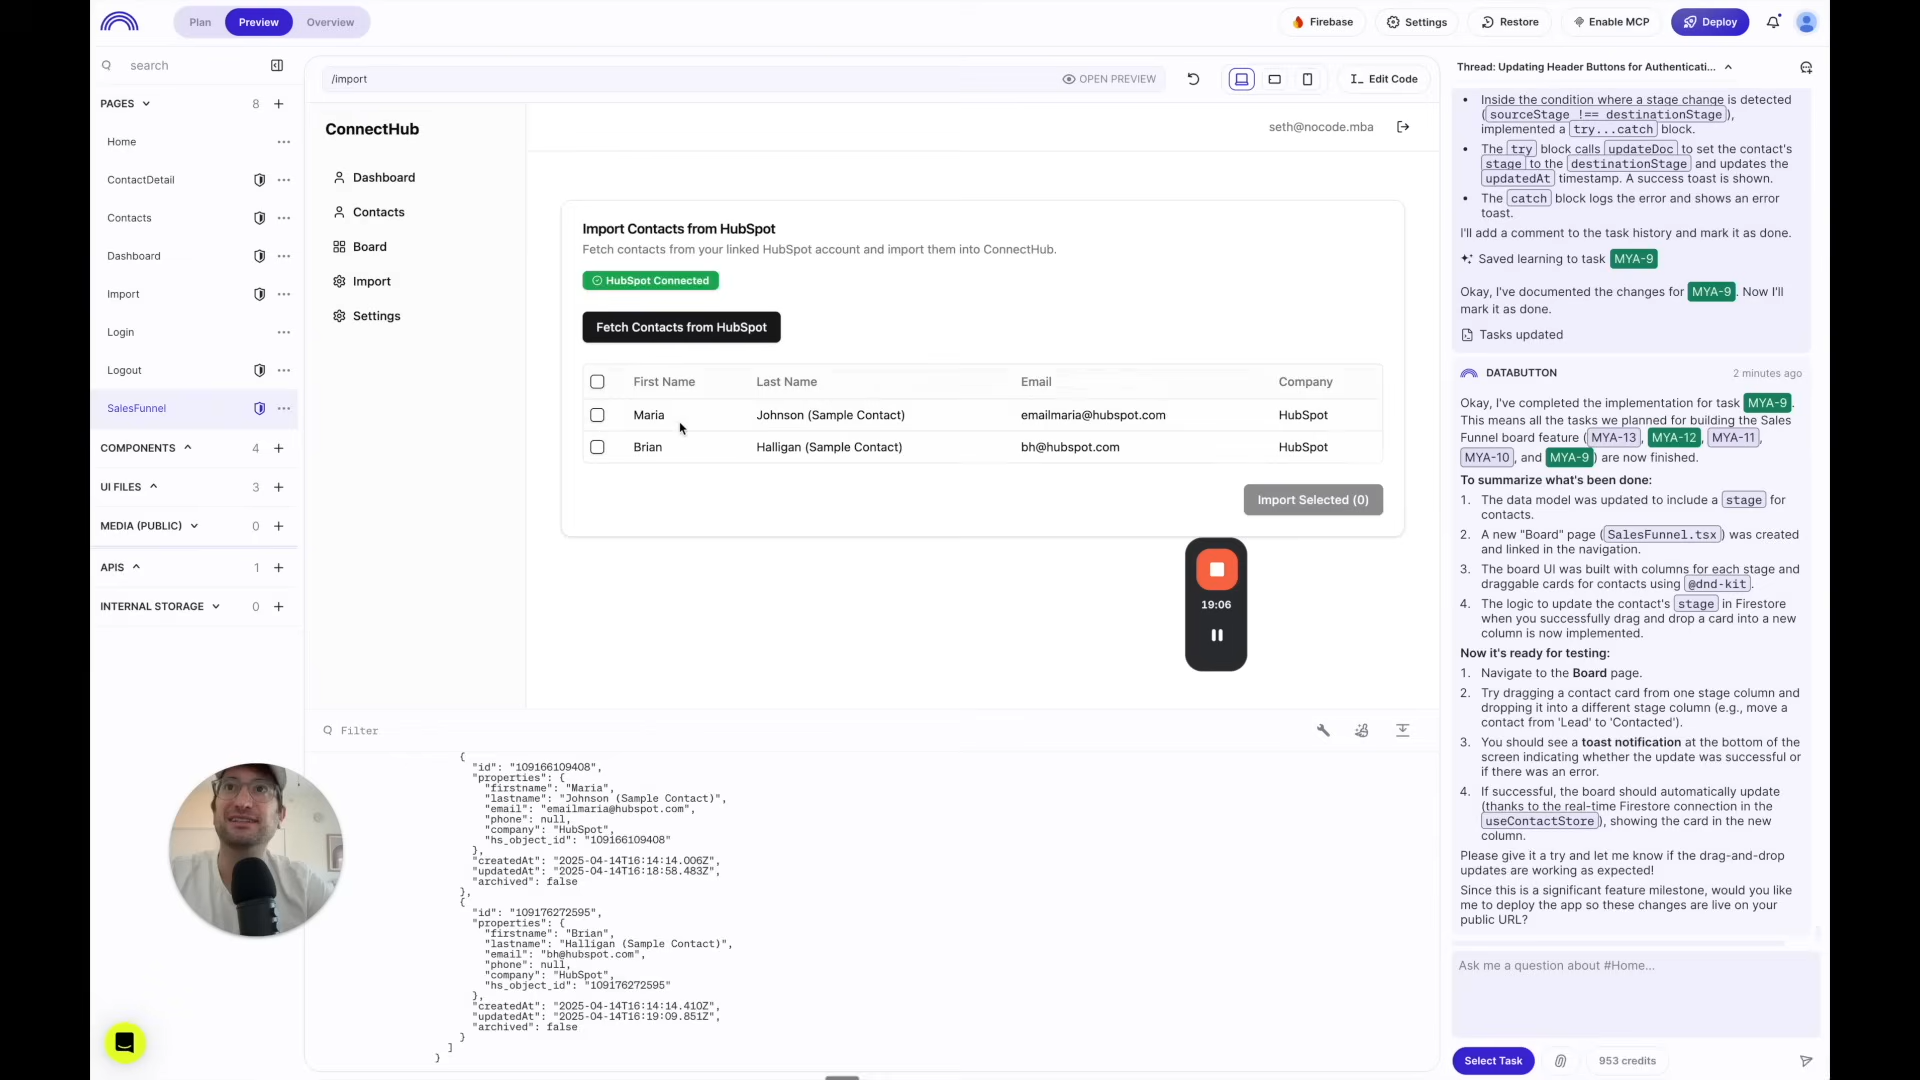 Plan
Preview
Overview
Firebase
Settings
Restore
Enable MCP
Deploy
search
PAGES
8
Home
ContactDetail
Contacts
Dashboard
Import
Login
Logout
SalesFunnel
COMPONENTS
4
UI FILES
3
MEDIA (PUBLIC)
0
APIS
1
INTERNAL STORAGE
0
/import
OPEN PREVIEW
Edit Code
ConnectHub
Dashboard
Contacts
Board
Import
Settings
seth@nocode.mba
Import Contacts from HubSpot
Fetch contacts from your linked HubSpot account and import them into ConnectHub.
HubSpot Connected
Fetch Contacts from HubSpot
First Name Last Name Email Company
Maria Johnson (Sample Contact) emailmaria@hubspot.com HubSpot
Brian Halligan (Sample Contact) bh@hubspot.com HubSpot
Import Selected (0)
19:06
Filter
{
"id": "109166109408",
"properties": {
"firstname": "Maria",
"lastname": "Johnson (Sample Contact)",
"email": "emailmaria@hubspot.com",
"phone": null,
"company": "HubSpot",
"hs_object_id": "109166109408"
},
"createdAt": "2025-04-14T16:14:14.006Z",
"updatedAt": "2025-04-14T16:18:58.483Z",
"archived": false
},
{
"id": "109176272595",
"properties": {
"firstname": "Brian",
"lastname": "Halligan (Sample Contact)",
"email": "bh@hubspot.com",
"phone": null,
"company": "HubSpot",
"hs_object_id": "109176272595"
},
"createdAt": "2025-04-14T16:14:14.410Z",
"updatedAt": "2025-04-14T16:19:09.851Z",
"archived": false
}
]
}
Thread: Updating Header Buttons for Authenticati...
• Inside the condition where a stage change is detected
(sourceStage !== destinationStage),
implemented a try...catch block.
• The try block calls updateDoc to set the contact's
stage to the destinationStage and updates the
updatedAt timestamp. A success toast is shown.
• The catch block logs the error and shows an error
toast.
I'll add a comment to the task history and mark it as done.
Saved learning to task MYA-9
Okay, I've documented the changes for MYA-9. Now I'll
mark it as done.
Tasks updated
DATABUTTON
2 minutes ago
Okay, I've completed the implementation for task MYA-9.
This means all the tasks we planned for building the Sales
Funnel board feature (MYA-13, MYA-12, MYA-11,
MYA-10, and MYA-9) are now finished.
To summarize what's been done:
1. The data model was updated to include a stage for
contacts.
2. A new "Board" page (SalesFunnel.tsx) was created
and linked in the navigation.
3. The board UI was built with columns for each stage and
draggable cards for contacts using @dnd-kit.
4. The logic to update the contact's stage in Firestore
when you successfully drag and drop a card into a new
column is now implemented.
Now it's ready for testing:
1. Navigate to the Board page.
2. Try dragging a contact card from one stage column and
dropping it into a different stage column (e.g., move a
contact from 'Lead' to 'Contacted').
3. You should see a toast notification at the bottom of the
screen indicating whether the update was successful or
if there was an error.
4. If successful, the board should automatically update
(thanks to the real-time Firestore connection in the
useContactStore), showing the card in the new
column.
Please give it a try and let me know if the drag-and-drop
updates are working as expected!
Since this is a significant feature milestone, would you like
me to deploy the app so these changes are live on your
public URL?
Ask me a question about #Home...
Select Task
953 credits